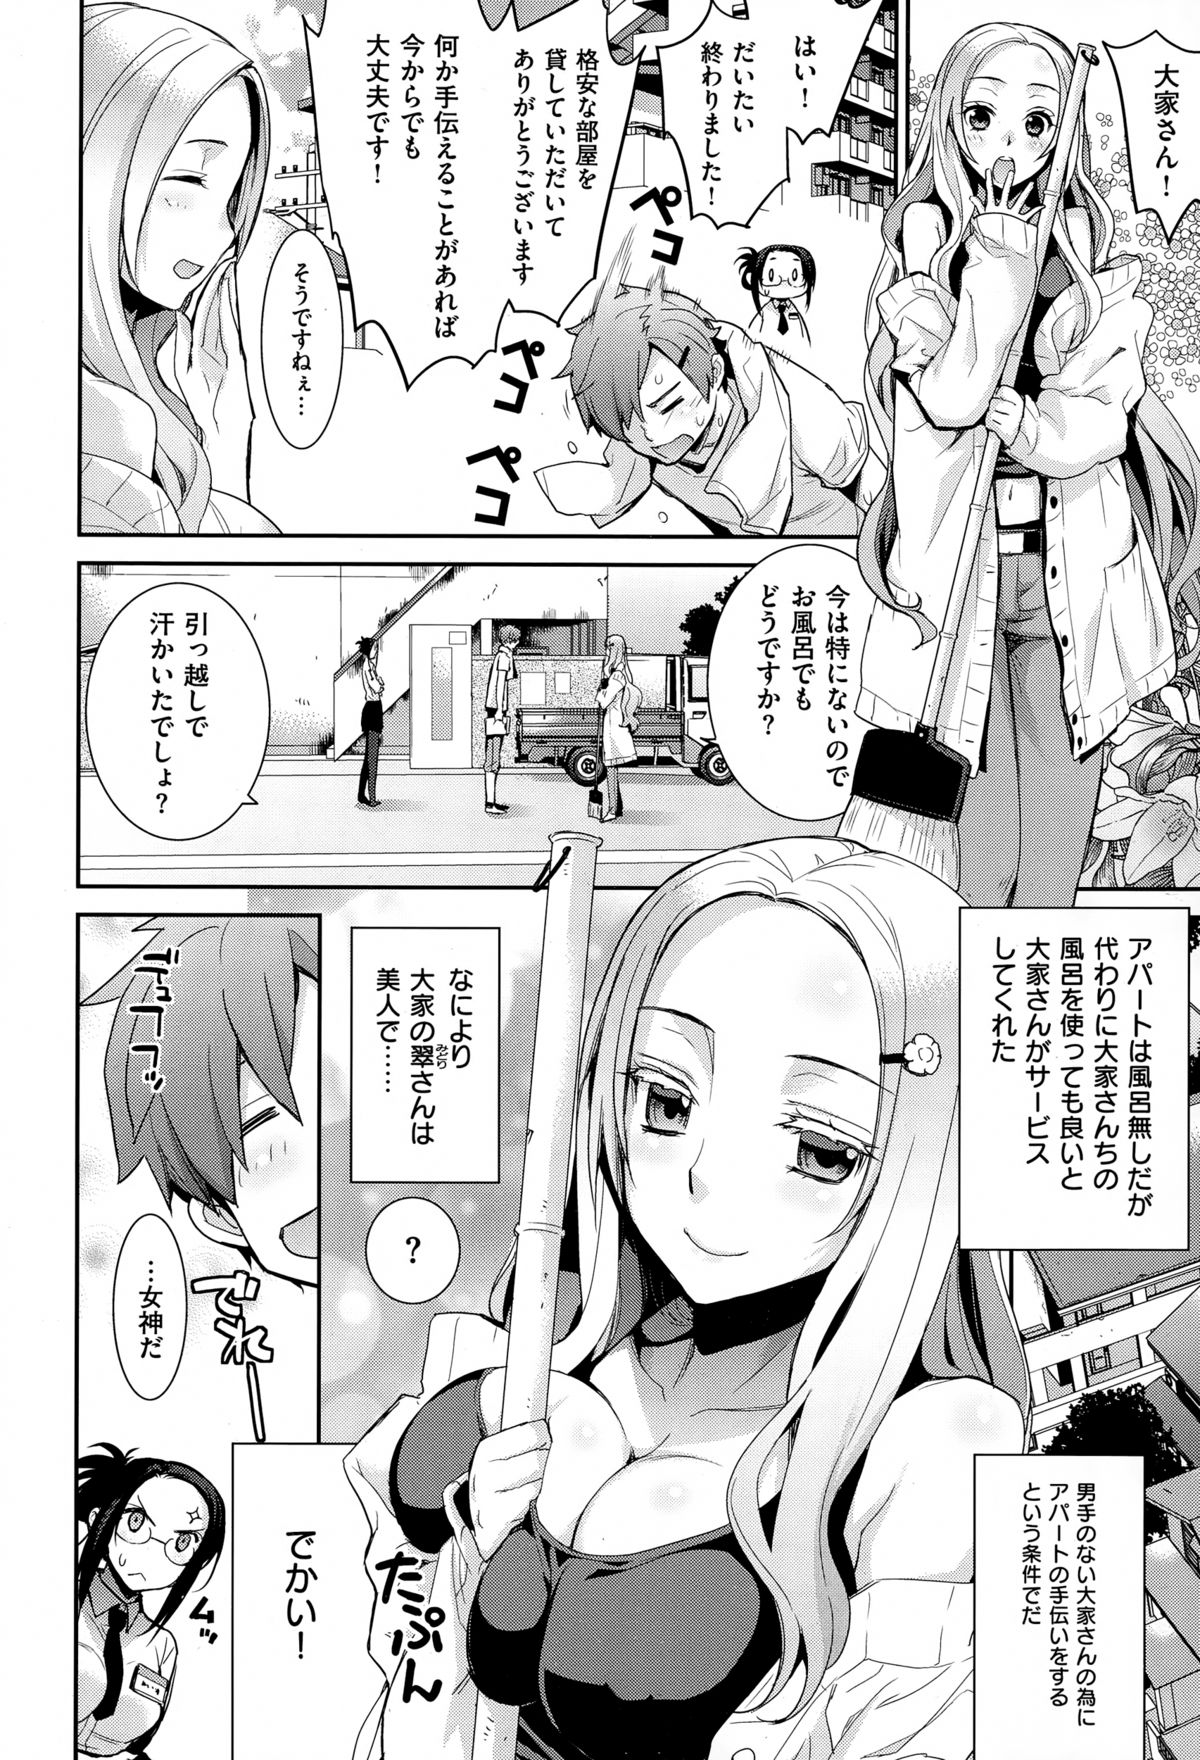 大家さん！
はい！
だいたい
終わりました！
格安な部屋を
貸していただいて
ありがとうございます
何か手伝えることがあれば
今からでも
大丈夫です！
ペコ
ペコ
ペコ
そうですねぇ…
今は特にないので
お風呂でも
どうですか？
引っ越しで
汗かいたでしょ？
アパートは風呂無しだが
代わりに大家さんちの
風呂を使っても良いと
大家さんがサービス
してくれた
男手のない大家さんの為に
アパートの手伝いをする
という条件でだ
なにより
大家の翠さんは
みどり
美人で……
？
たぷん
でかい！
デュフフッ
…女神だ
でれーー
ムッ